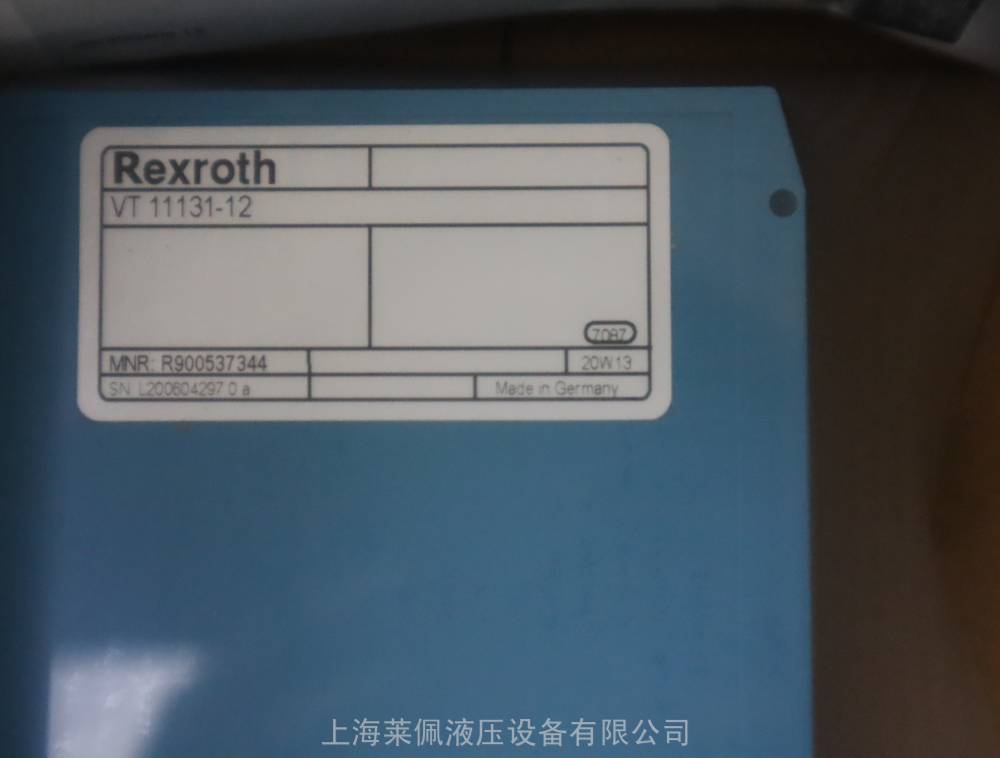 Rexroth
VT 11131-12
7087
MNR: R900537344
20W13
SN: L200604297 0 a
Made in Germany
上海莱佩液压设备有限公司